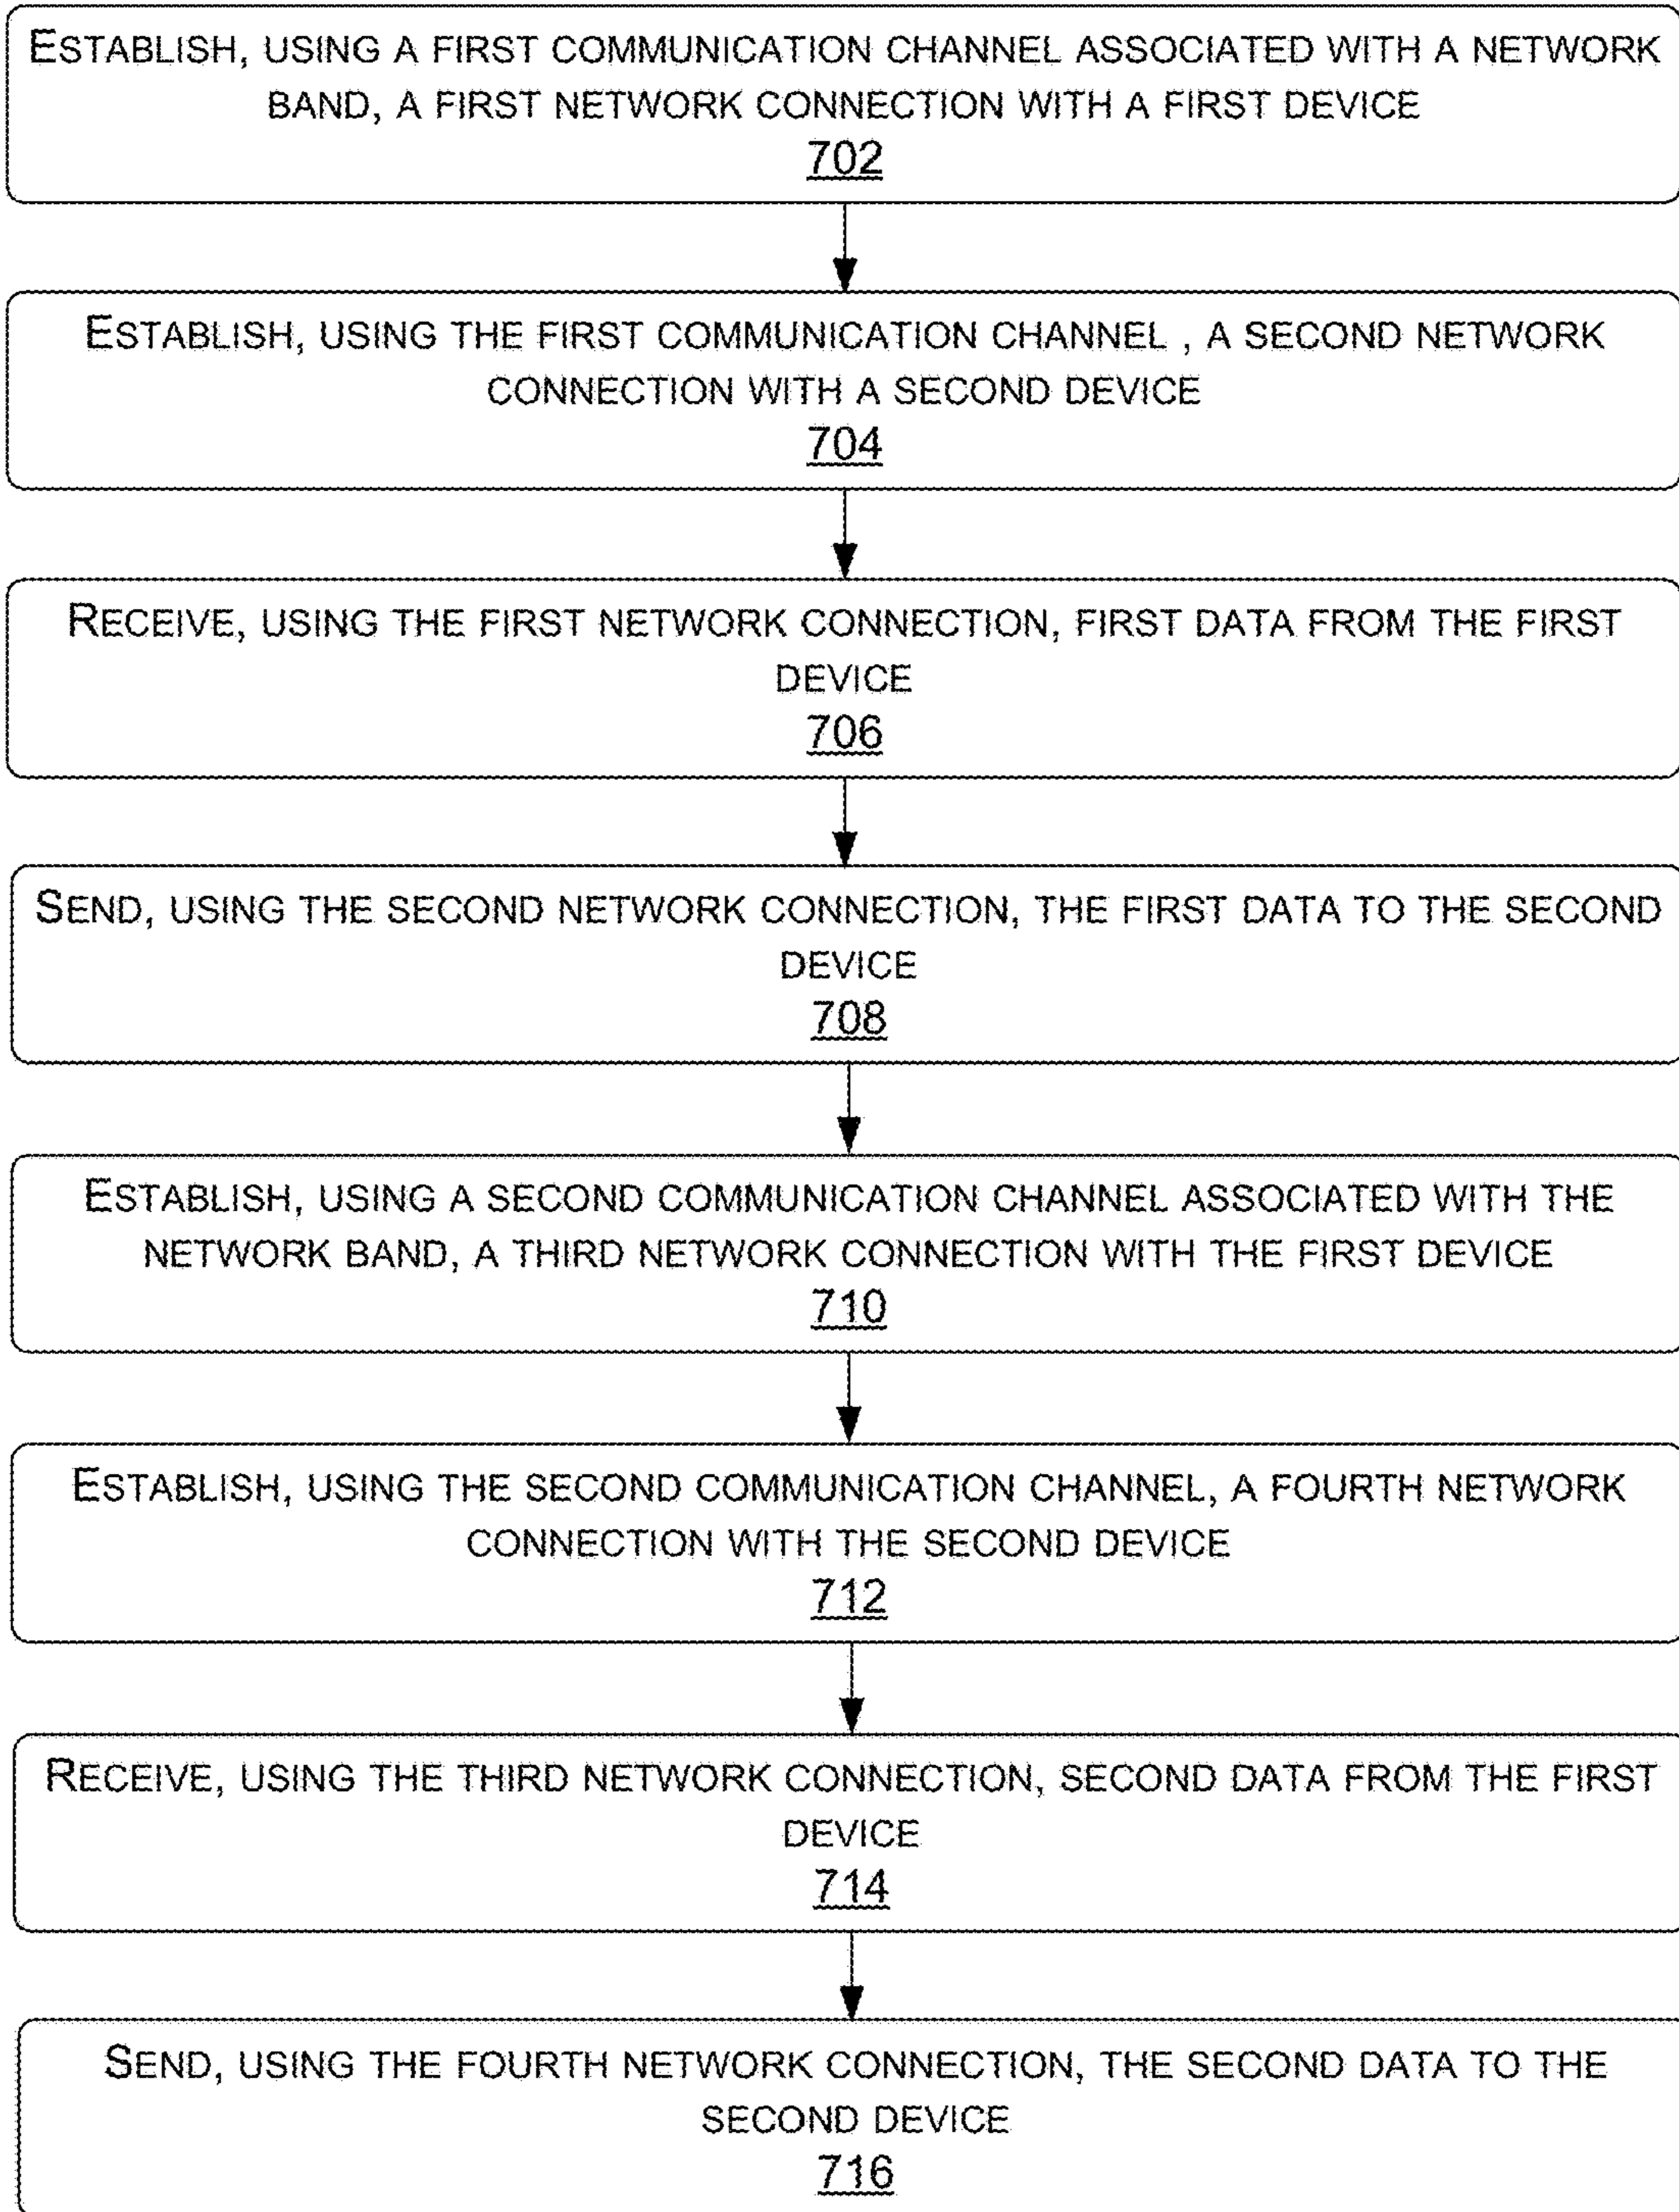 ESTABLISH, USING A FIRST COMMUNICATION CHANNEL ASSOCIATED WITH A NETWORK
BAND, A FIRST NETWORK CONNECTION WITH A FIRST DEVICE
702
ESTABLISH, USING THE FIRST COMMUNICATION CHANNEL , A SECOND NETWORK
CONNECTION WITH A SECOND DEVICE
704
RECEIVE, USING THE FIRST NETWORK CONNECTION, FIRST DATA FROM THE FIRST
DEVICE
706
SEND, USING THE SECOND NETWORK CONNECTION, THE FIRST DATA TO THE SECOND
DEVICE
708
ESTABLISH, USING A SECOND COMMUNICATION CHANNEL ASSOCIATED WITH THE
NETWORK BAND, A THIRD NETWORK CONNECTION WITH THE FIRST DEVICE
710
ESTABLISH, USING THE SECOND COMMUNICATION CHANNEL, A FOURTH NETWORK
CONNECTION WITH THE SECOND DEVICE
712
RECEIVE, USING THE THIRD NETWORK CONNECTION, SECOND DATA FROM THE FIRST
DEVICE
714
SEND, USING THE FOURTH NETWORK CONNECTION, THE SECOND DATA TO THE
SECOND DEVICE
716